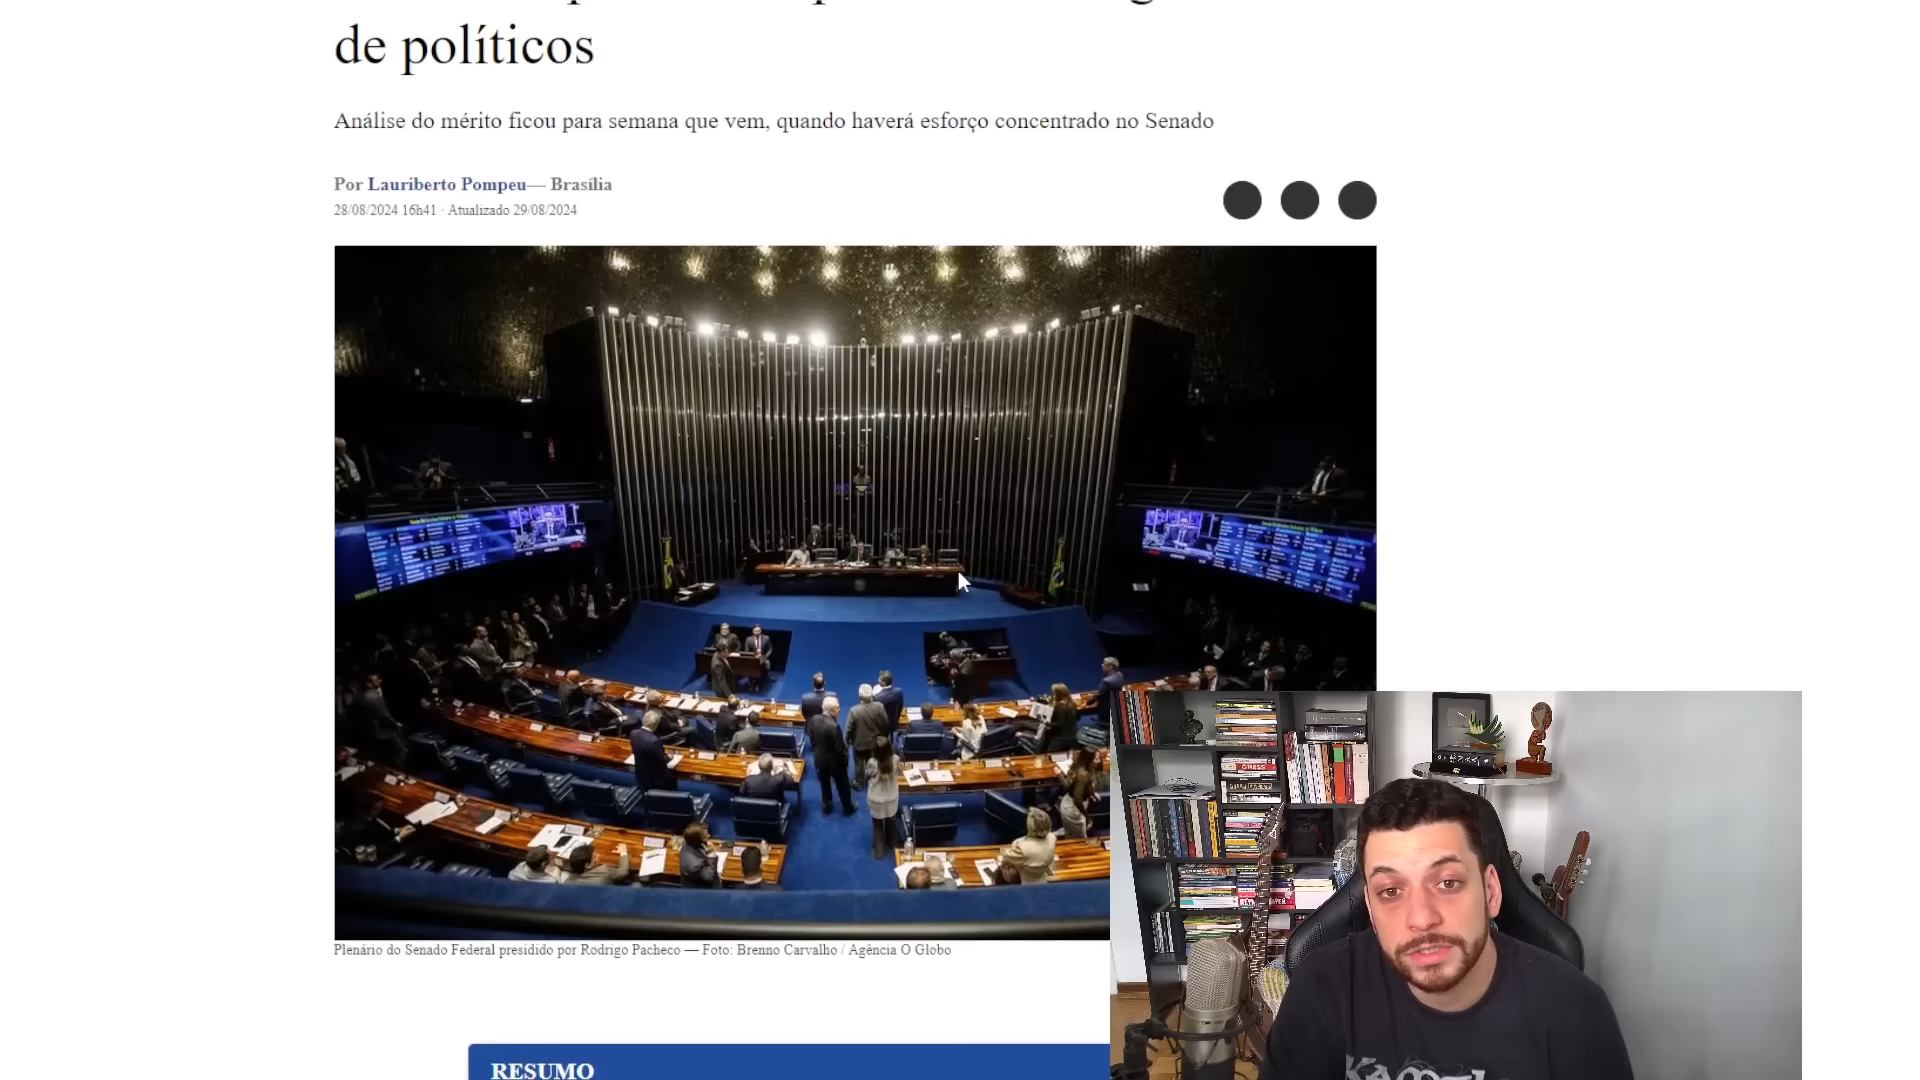 de políticos
Análise do mérito ficou para semana que vem, quando haverá esforço concentrado no Senado
Por Lauriberto Pompeu— Brasília
28/08/2024 16h41 · Atualizado 29/08/2024
Plenário do Senado Federal presidido por Rodrigo Pacheco — Foto: Brenno Carvalho / Agência O Globo
CHESS
RESUMO